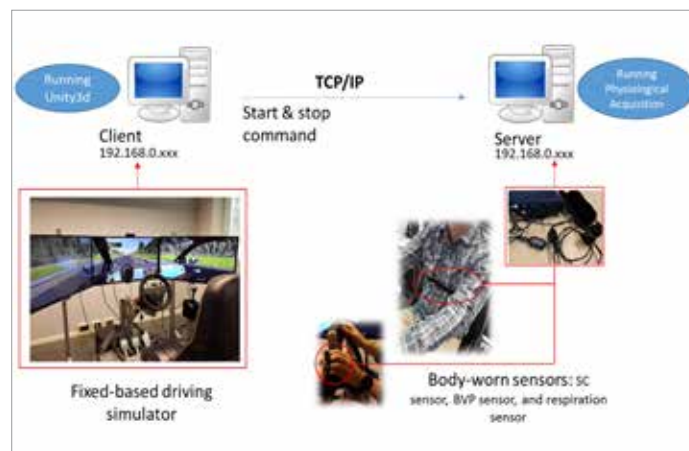 Running
Unity3d
TCP/IP
Running
Physiological
Acquisition
Start & stop
command
Client
192.168.0.xxx
Server
192.168.0.xxx
Fixed-based driving
simulator
Body-worn sensors: SC
sensor, BVP sensor, and respiration
sensor